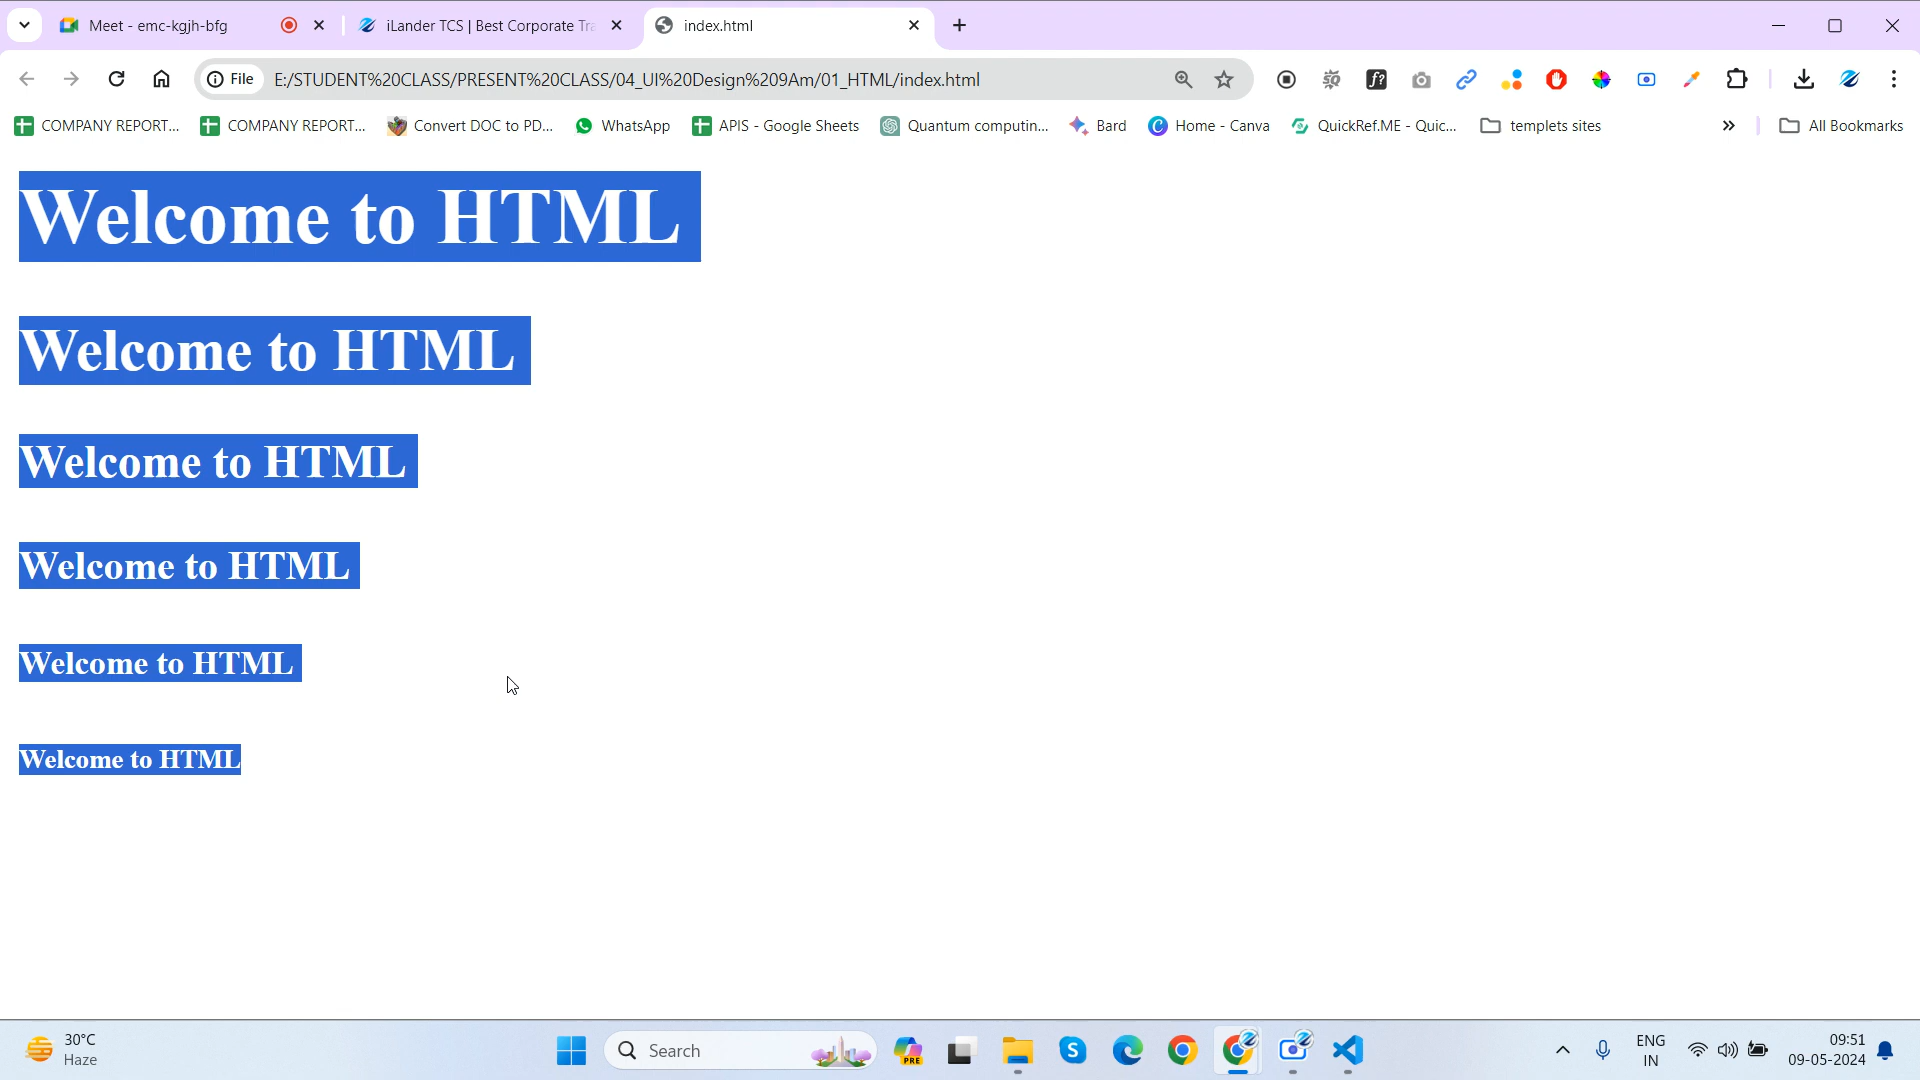 Meet - emc-kgjh-bfg
iLander TCS | Best Corporate Tra
index.html
File
E:/STUDENT%20CLASS/PRESENT%20CLASS/04_UI%20Design%209Am/01_HTML/index.html
COMPANY REPORT...
COMPANY REPORT...
Convert DOC to PD...
WhatsApp
APIS - Google Sheets
Quantum computin...
Bard
Home - Canva
QuickRef.ME - Quic...
templets sites
All Bookmarks
Welcome to HTML
Welcome to HTML
Welcome to HTML
Welcome to HTML
Welcome to HTML
Welcome to HTML
30°C
Haze
Search
PRE
ENG
IN
09:51
09-05-2024